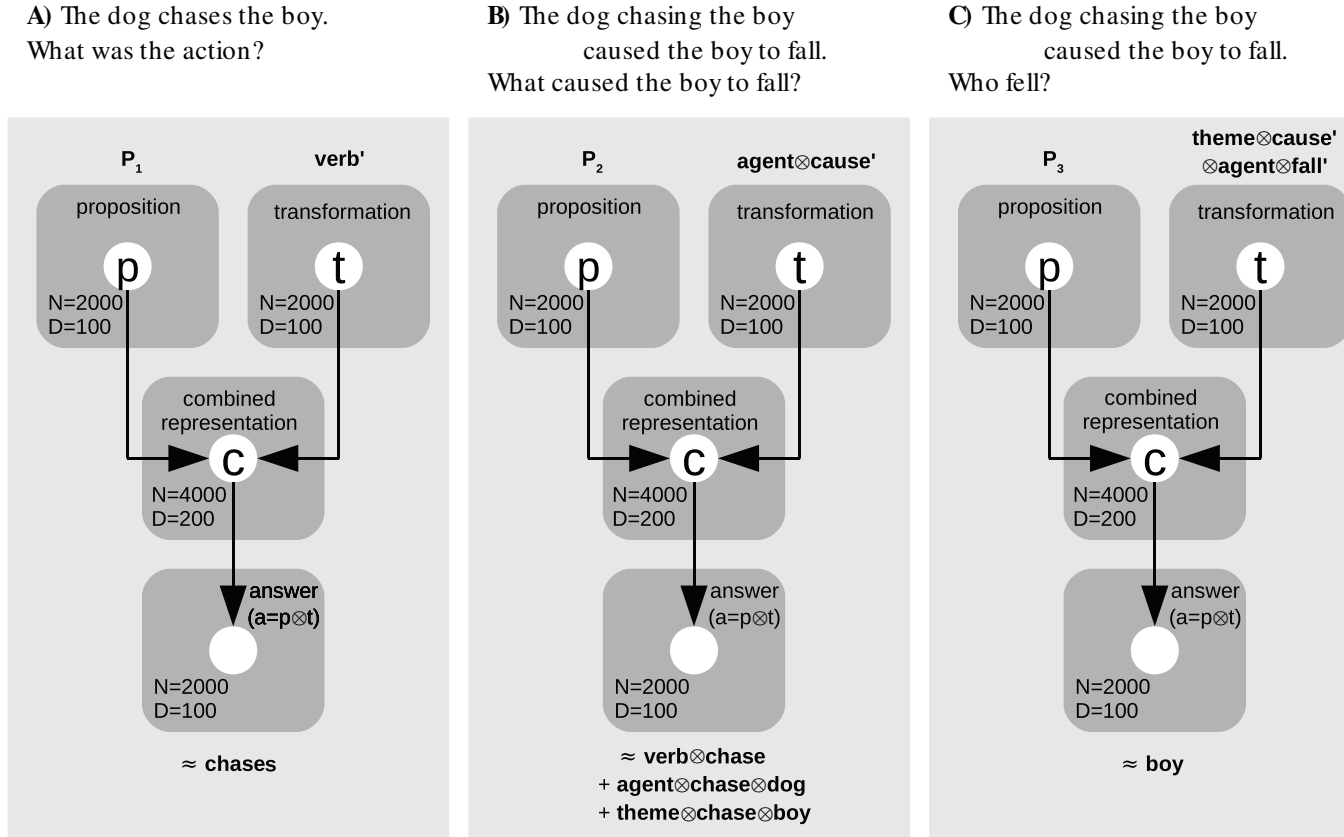 A) The dog chases the boy.
What was the action?
P1
verb'
proposition
transformation
p
t
N=2000
D=100
N=2000
D=100
combined
representation
c
N=4000
D=200
answer
(a=p⊗t)
N=2000
D=100
≈ chases
B) The dog chasing the boy
caused the boy to fall.
What caused the boy to fall?
P2
agent⊗cause'
proposition
transformation
p
t
N=2000
D=100
N=2000
D=100
combined
representation
c
N=4000
D=200
answer
(a=p⊗t)
N=2000
D=100
≈ verb⊗chase
+ agent⊗chase⊗dog
+ theme⊗chase⊗boy
C) The dog chasing the boy
caused the boy to fall.
Who fell?
P3
theme⊗cause'
⊗agent⊗fall'
proposition
transformation
p
t
N=2000
D=100
N=2000
D=100
combined
representation
c
N=4000
D=200
answer
(a=p⊗t)
N=2000
D=100
≈ boy